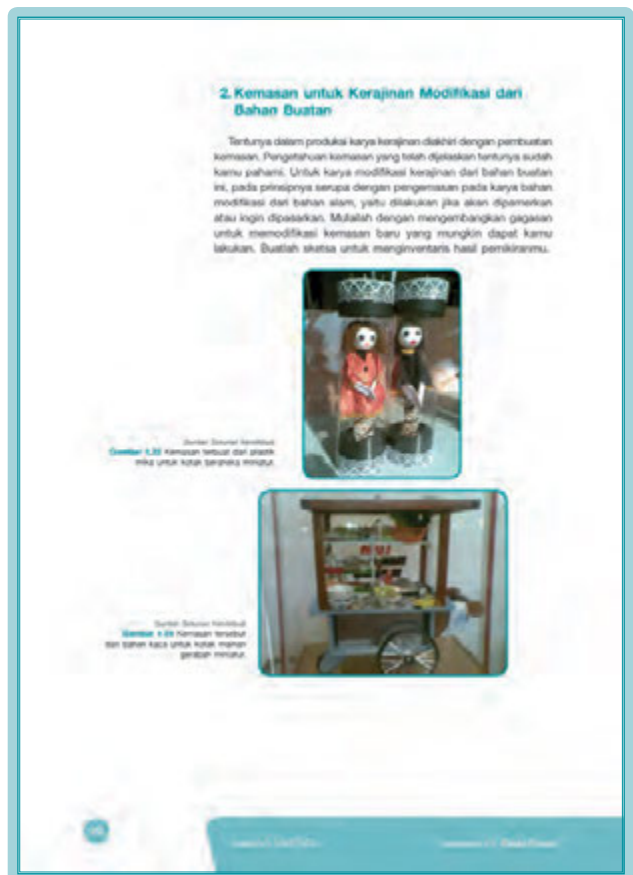 2. Kemasan untuk Kerajinan Modifikasi dari
Bahan Buatan
Tentunya dalam produksi karya kerajinan diakhiri dengan pembuatan
kemasan. Pengetahuan kemasan yang telah dijelaskan tentunya sudah
kamu pahami. Untuk karya modifikasi kerajinan dari bahan buatan
ini, pada prinsipnya serupa dengan pengemasan pada karya bahan
modifikasi dari bahan alam, yaitu dilakukan jika akan dipamerkan
atau ingin dipasarkan. Mulailah dengan mengembangkan gagasan
untuk memodifikasi kemasan baru yang mungkin dapat kamu
lakukan. Buatlah sketsa untuk menginventaris hasil pemikiranmu.
Sumber: Dokumen Kemdikbud
Gambar Kemasan terbuat dari plastik
mika untuk kotak miniatur.
Sumber: Dokumen Kemdikbud
Gambar Kemasan tersebut
dari bahan kaca untuk kotak
gerabah miniatur.